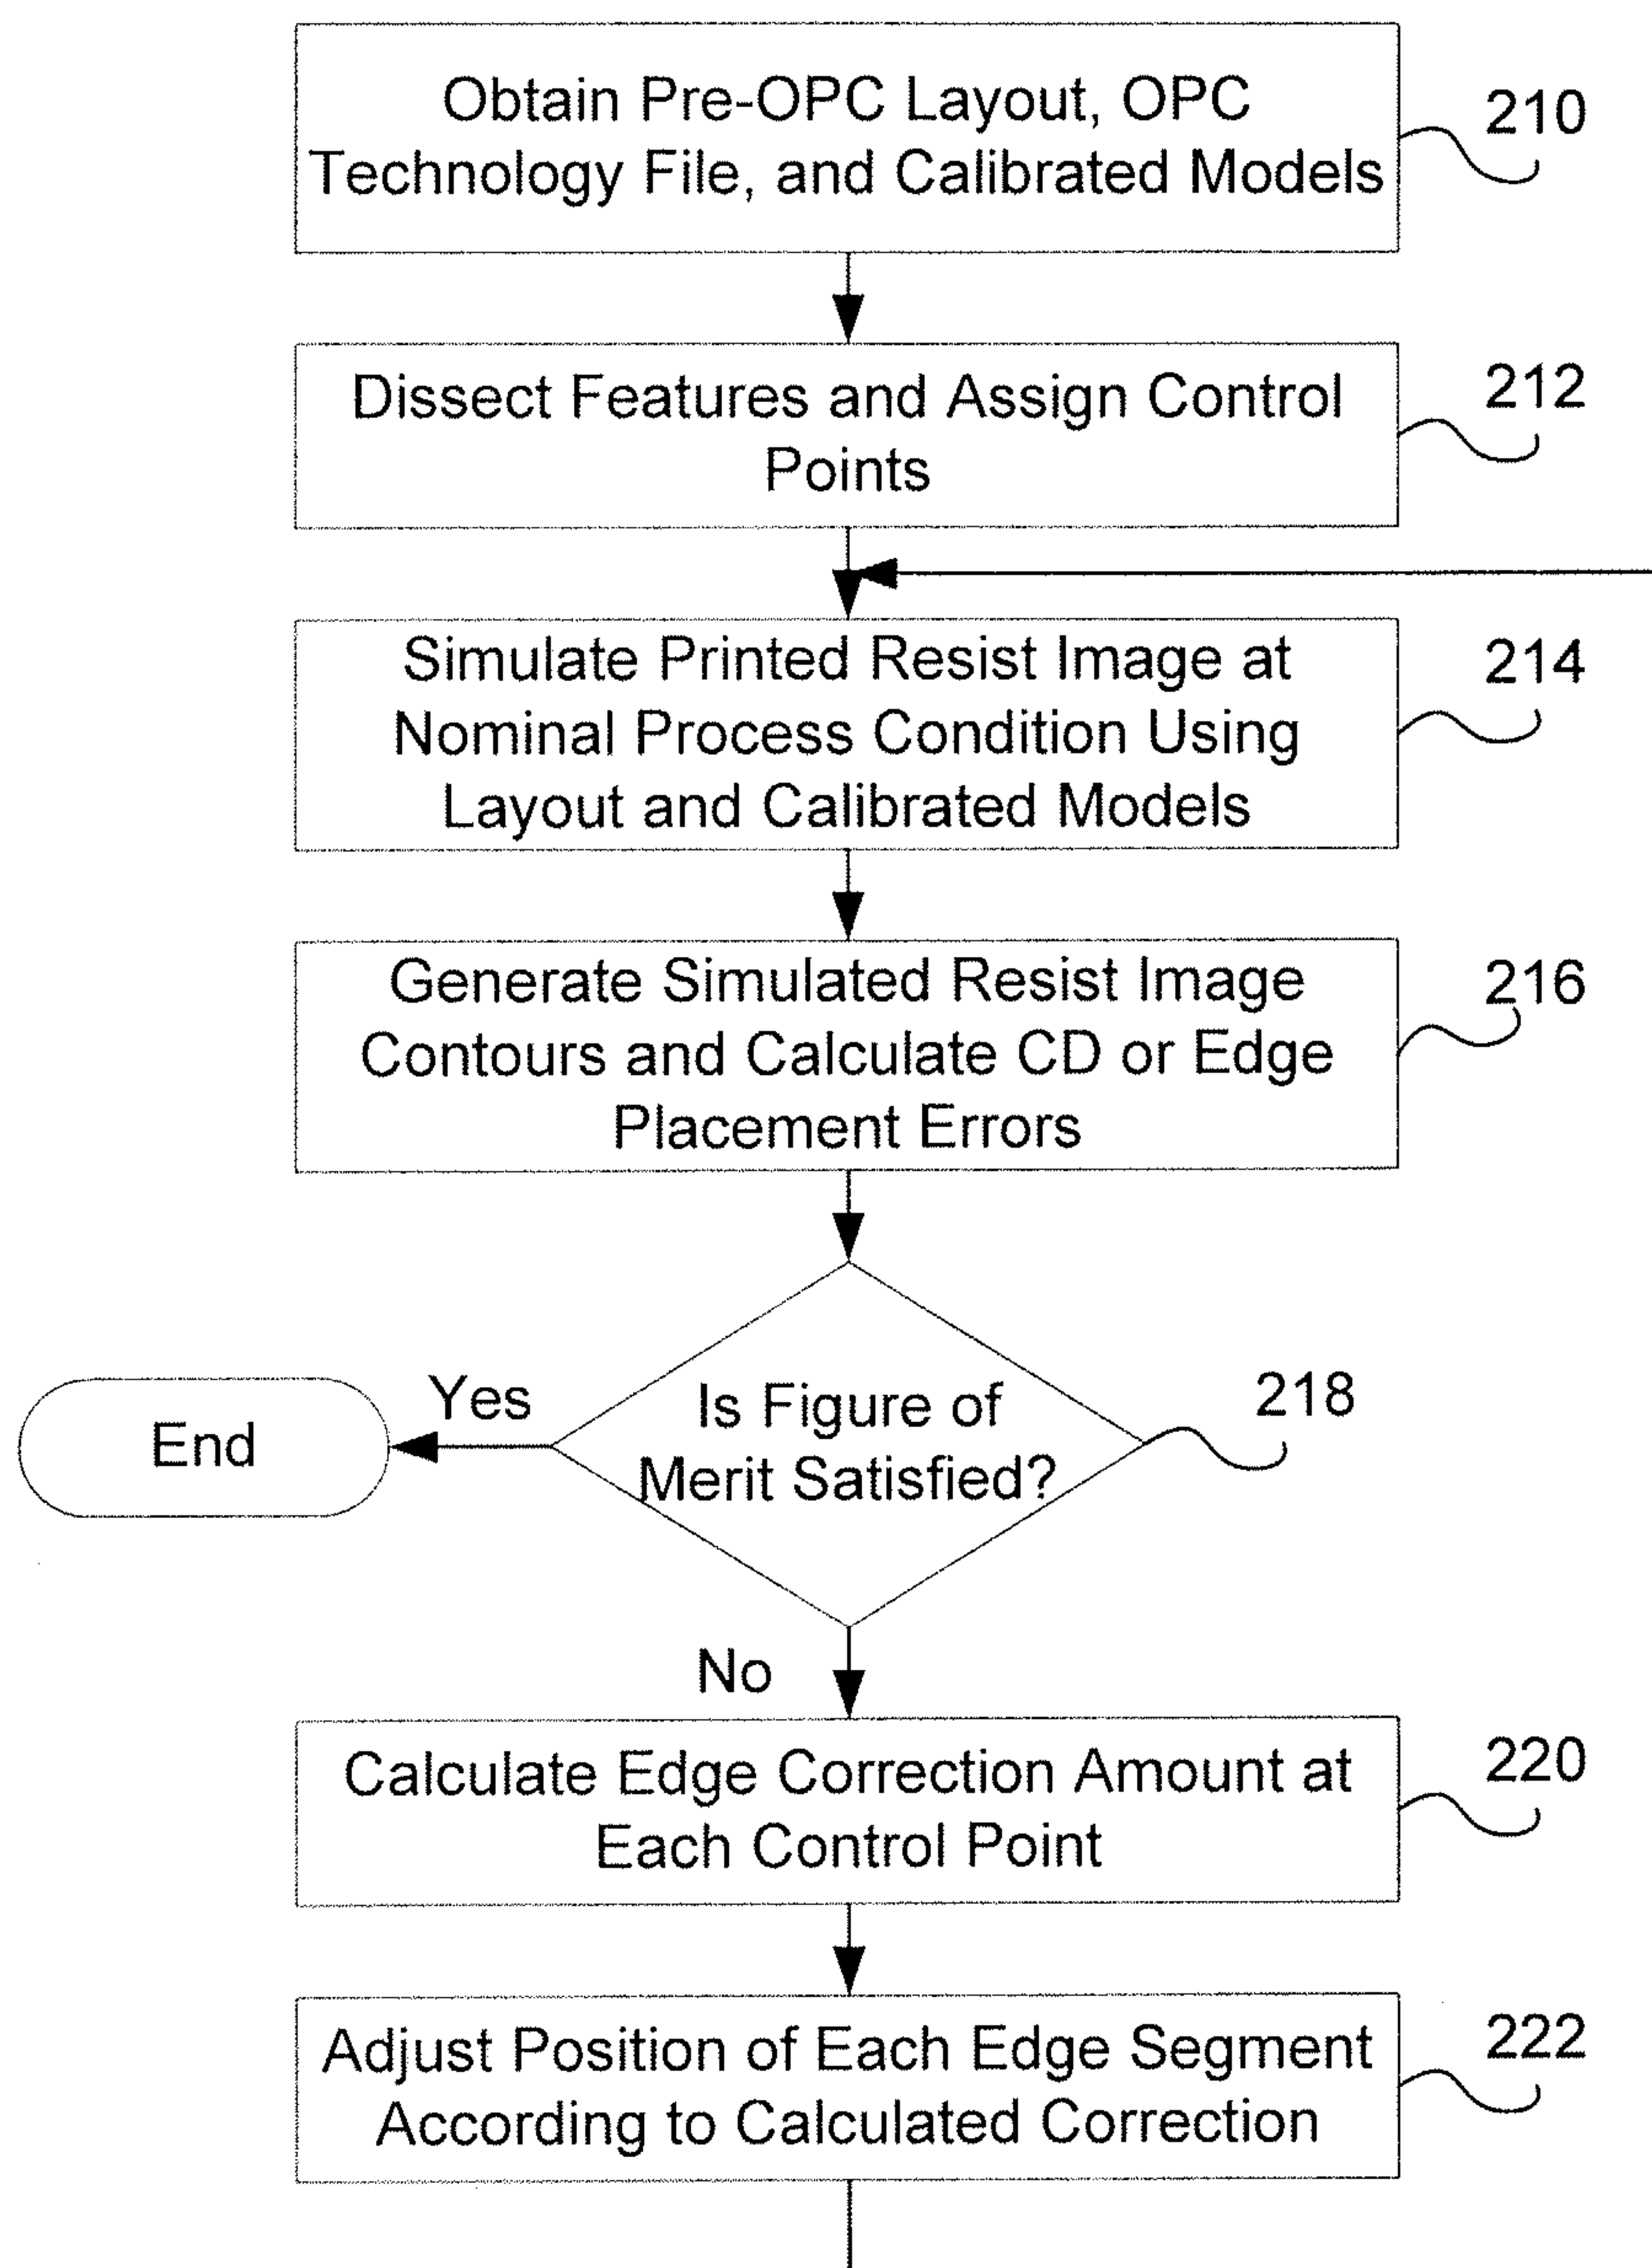 Obtain Pre-OPC Layout, OPC
Technology File, and Calibrated Models
210
Dissect Features and Assign Control
Points
212
Simulate Printed Resist Image at
Nominal Process Condition Using
Layout and Calibrated Models
214
Generate Simulated Resist Image
Contours and Calculate CD or Edge
Placement Errors
216
Is Figure of
Merit Satisfied?
218
Yes
End
No
Calculate Edge Correction Amount at
Each Control Point
220
Adjust Position of Each Edge Segment
According to Calculated Correction
222